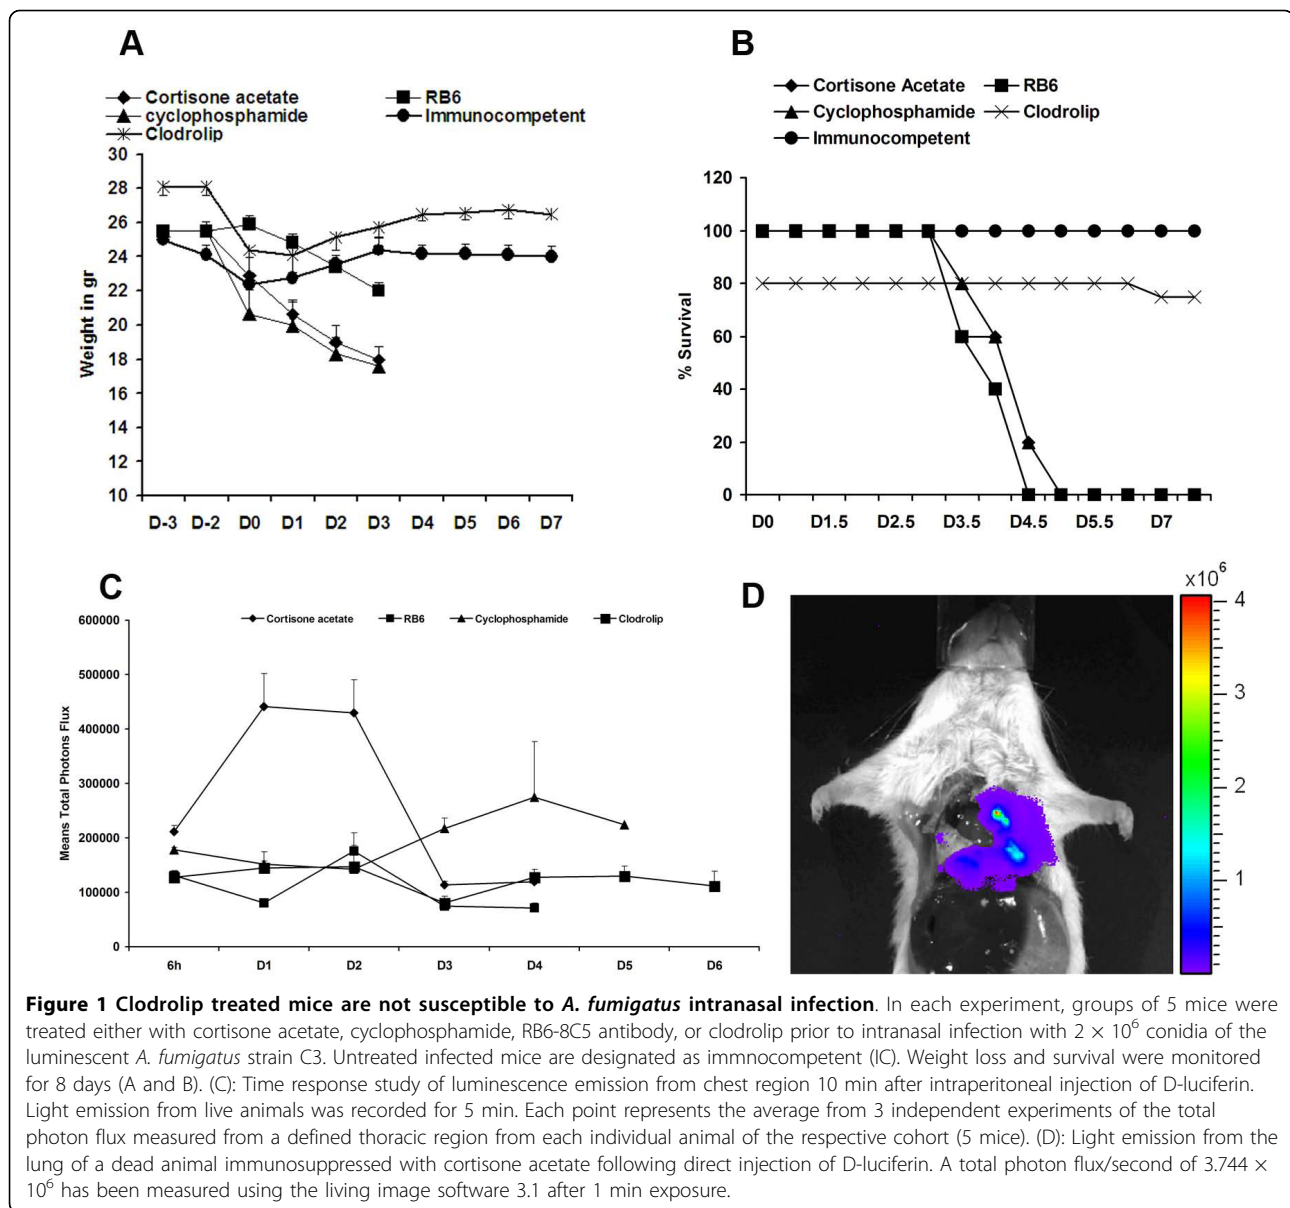 A
Cortisone acetate
RB6
cyclophosphamide
Immunocompetent
Clodrolip
30
28
26
24
22
20
18
16
14
12
10
Weight in gr
D-3 D-2 D0 D1 D2 D3 D4 D5 D6 D7
B
Cortisone Acetate
RB6
Cyclophosphamide
Clodrolip
Immunocompetent
120
100
80
60
40
20
0
% Survival
D0 D1.5 D2.5 D3.5 D4.5 D5.5 D7
C
Cortisone acetate
RB6
Cyclophosphamide
Clodrolip
600000
500000
400000
300000
200000
100000
0
Means Total Photons Flux
6h D1 D2 D3 D4 D5 D6
D
x10⁶
4
3
2
1
Figure 1 Clodrolip treated mice are not susceptible to A. fumigatus intranasal infection. In each experiment, groups of 5 mice were
treated either with cortisone acetate, cyclophosphamide, RB6-8C5 antibody, or clodrolip prior to intranasal infection with 2 × 10⁶ conidia of the
luminescent A. fumigatus strain C3. Untreated infected mice are designated as immnocompetent (IC). Weight loss and survival were monitored
for 8 days (A and B). (C): Time response study of luminescence emission from chest region 10 min after intraperitoneal injection of D-luciferin.
Light emission from live animals was recorded for 5 min. Each point represents the average from 3 independent experiments of the total
photon flux measured from a defined thoracic region from each individual animal of the respective cohort (5 mice). (D): Light emission from the
lung of a dead animal immunosuppressed with cortisone acetate following direct injection of D-luciferin. A total photon flux/second of 3.744 ×
10⁶ has been measured using the living image software 3.1 after 1 min exposure.